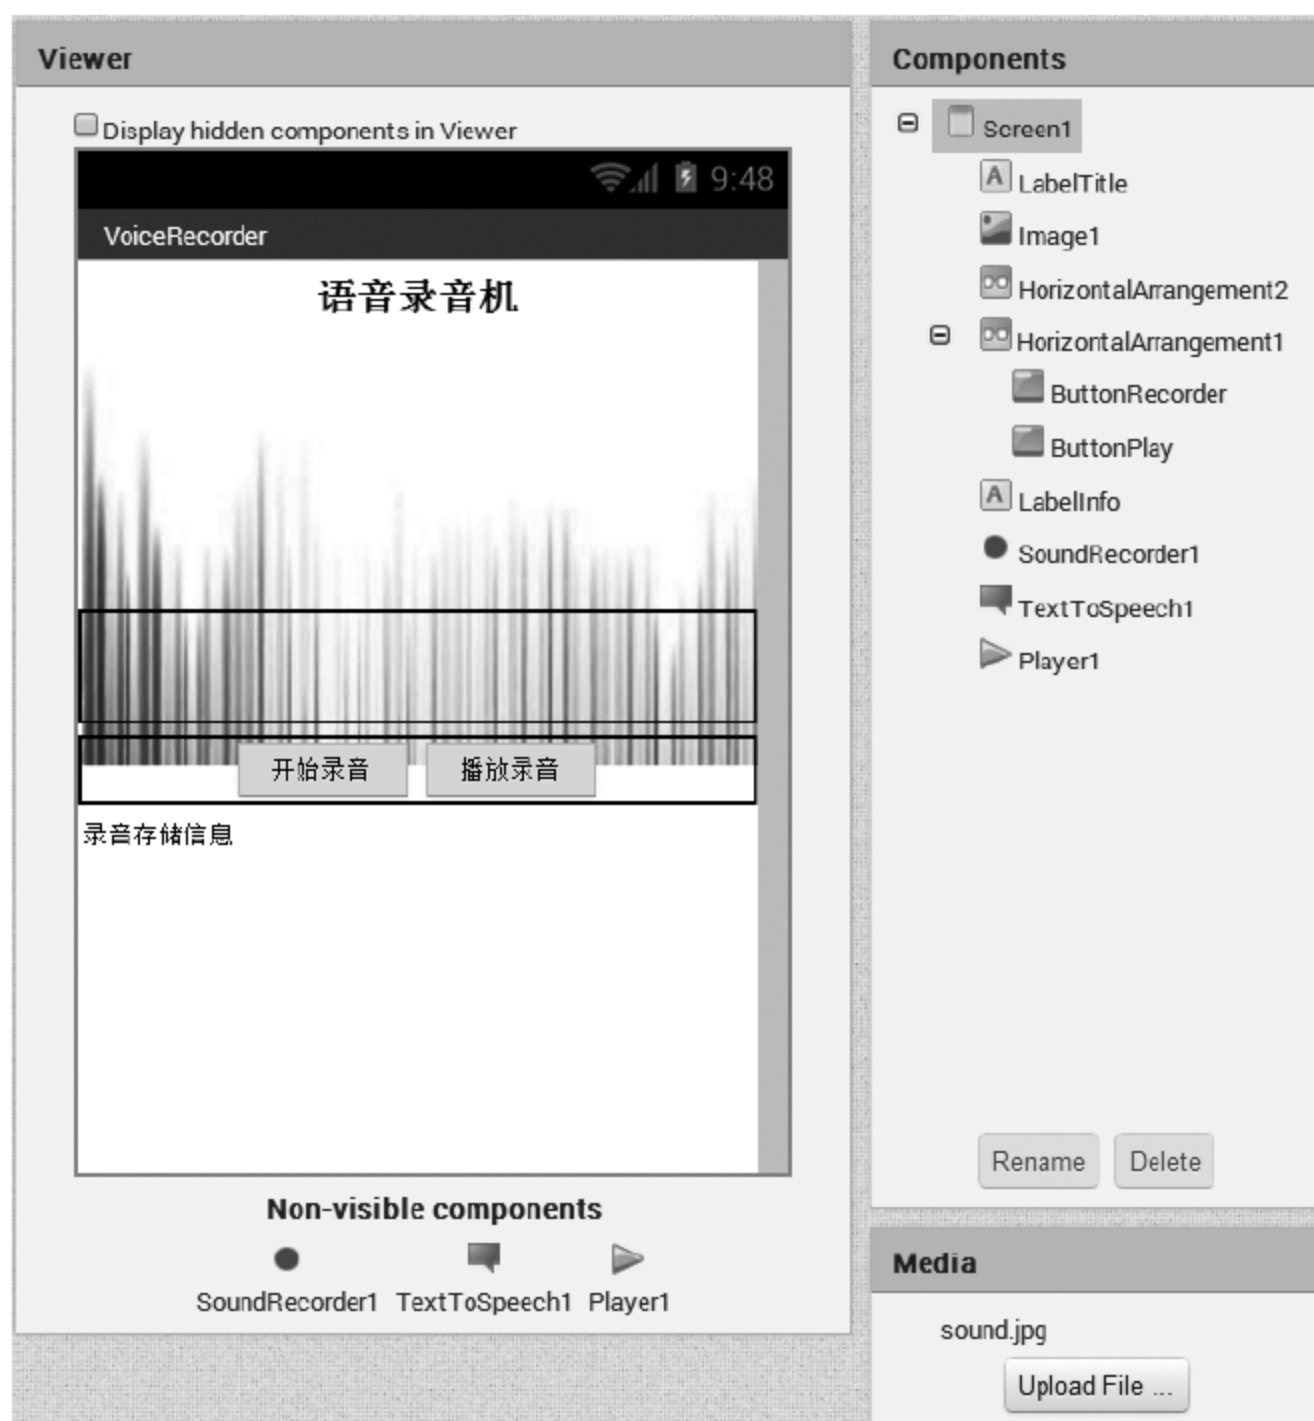 Viewer
Display hidden components in Viewer
9:48
VoiceRecorder
语音录音机
开始录音
播放录音
录音存储信息
Non-visible components
SoundRecorder1
TextToSpeech1
Player1
Components
Screen1
A LabelTitle
Image1
HorizontalArrangement2
HorizontalArrangement1
ButtonRecorder
ButtonPlay
A LabelInfo
SoundRecorder1
TextToSpeech1
Player1
Rename
Delete
Media
sound.jpg
Upload File ...